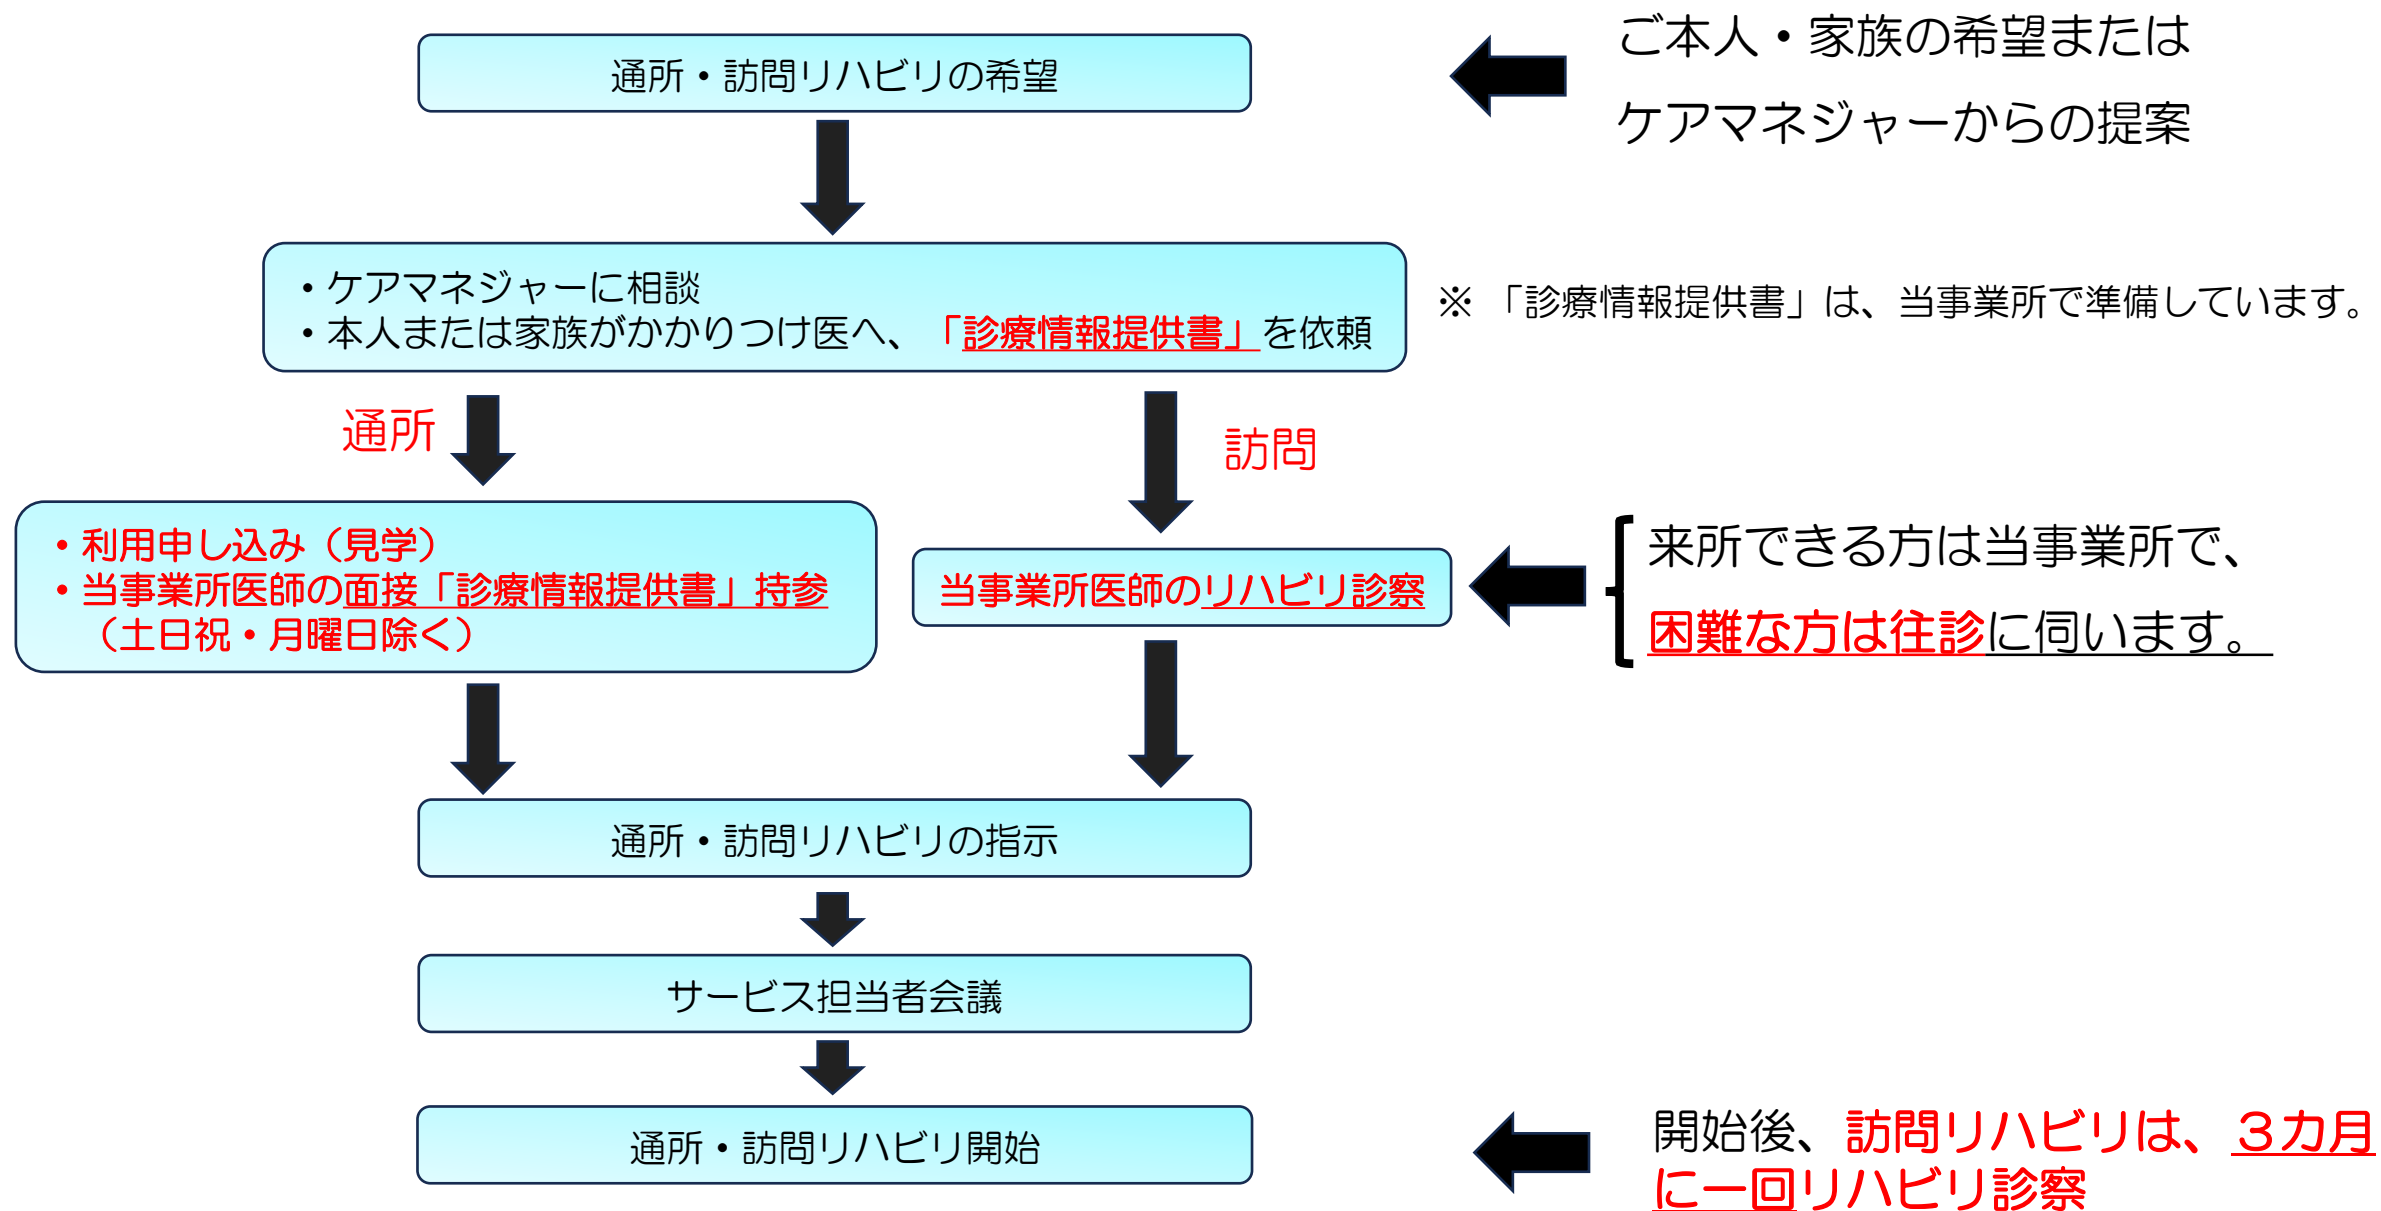 通所・訪問リハビリの希望
ご本人・家族の希望または
ケアマネジャーからの提案
・ケアマネジャーに相談
・本人または家族がかかりつけ医へ、「診療情報提供書」を依頼
※「診療情報提供書」は、当事業所で準備しています。
通所
訪問
・利用申し込み（見学）
・当事業所医師の面接「診療情報提供書」持参
（土日祝・月曜日除く）
当事業所医師のリハビリ診察
来所できる方は当事業所で、
困難な方は往診に伺います。
通所・訪問リハビリの指示
サービス担当者会議
通所・訪問リハビリ開始
開始後、訪問リハビリは、３カ月
に一回リハビリ診察